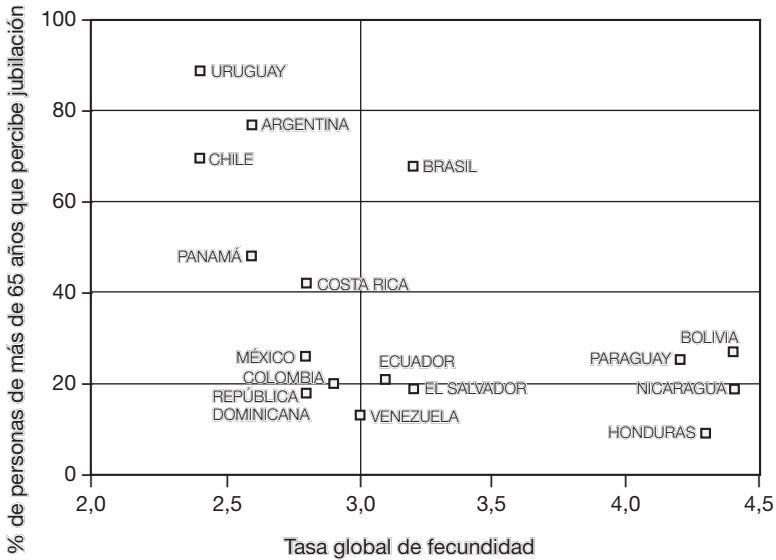 % de personas de más de 65 años que percibe jubilación
100
80
60
40
20
0
URUGUAY
ARGENTINA
CHILE
BRASIL
PANAMÁ
COSTA RICA
BOLIVIA
MÉXICO
ECUADOR
PARAGUAY
COLOMBIA
EL SALVADOR
NICARAGUA
REPÚBLICA
DOMINICANA
VENEZUELA
HONDURAS
2,0
2,5
3,0
3,5
4,0
4,5
Tasa global de fecundidad